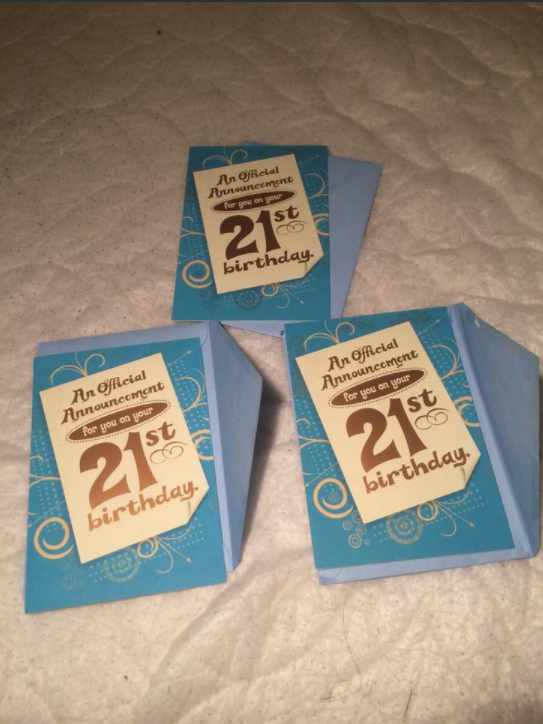 An Official
Announcement
for you on your
21st
birthday.
An Official
Announcement
for you on your
21st
birthday.
An Official
Announcement
for you on your
21st
birthday.